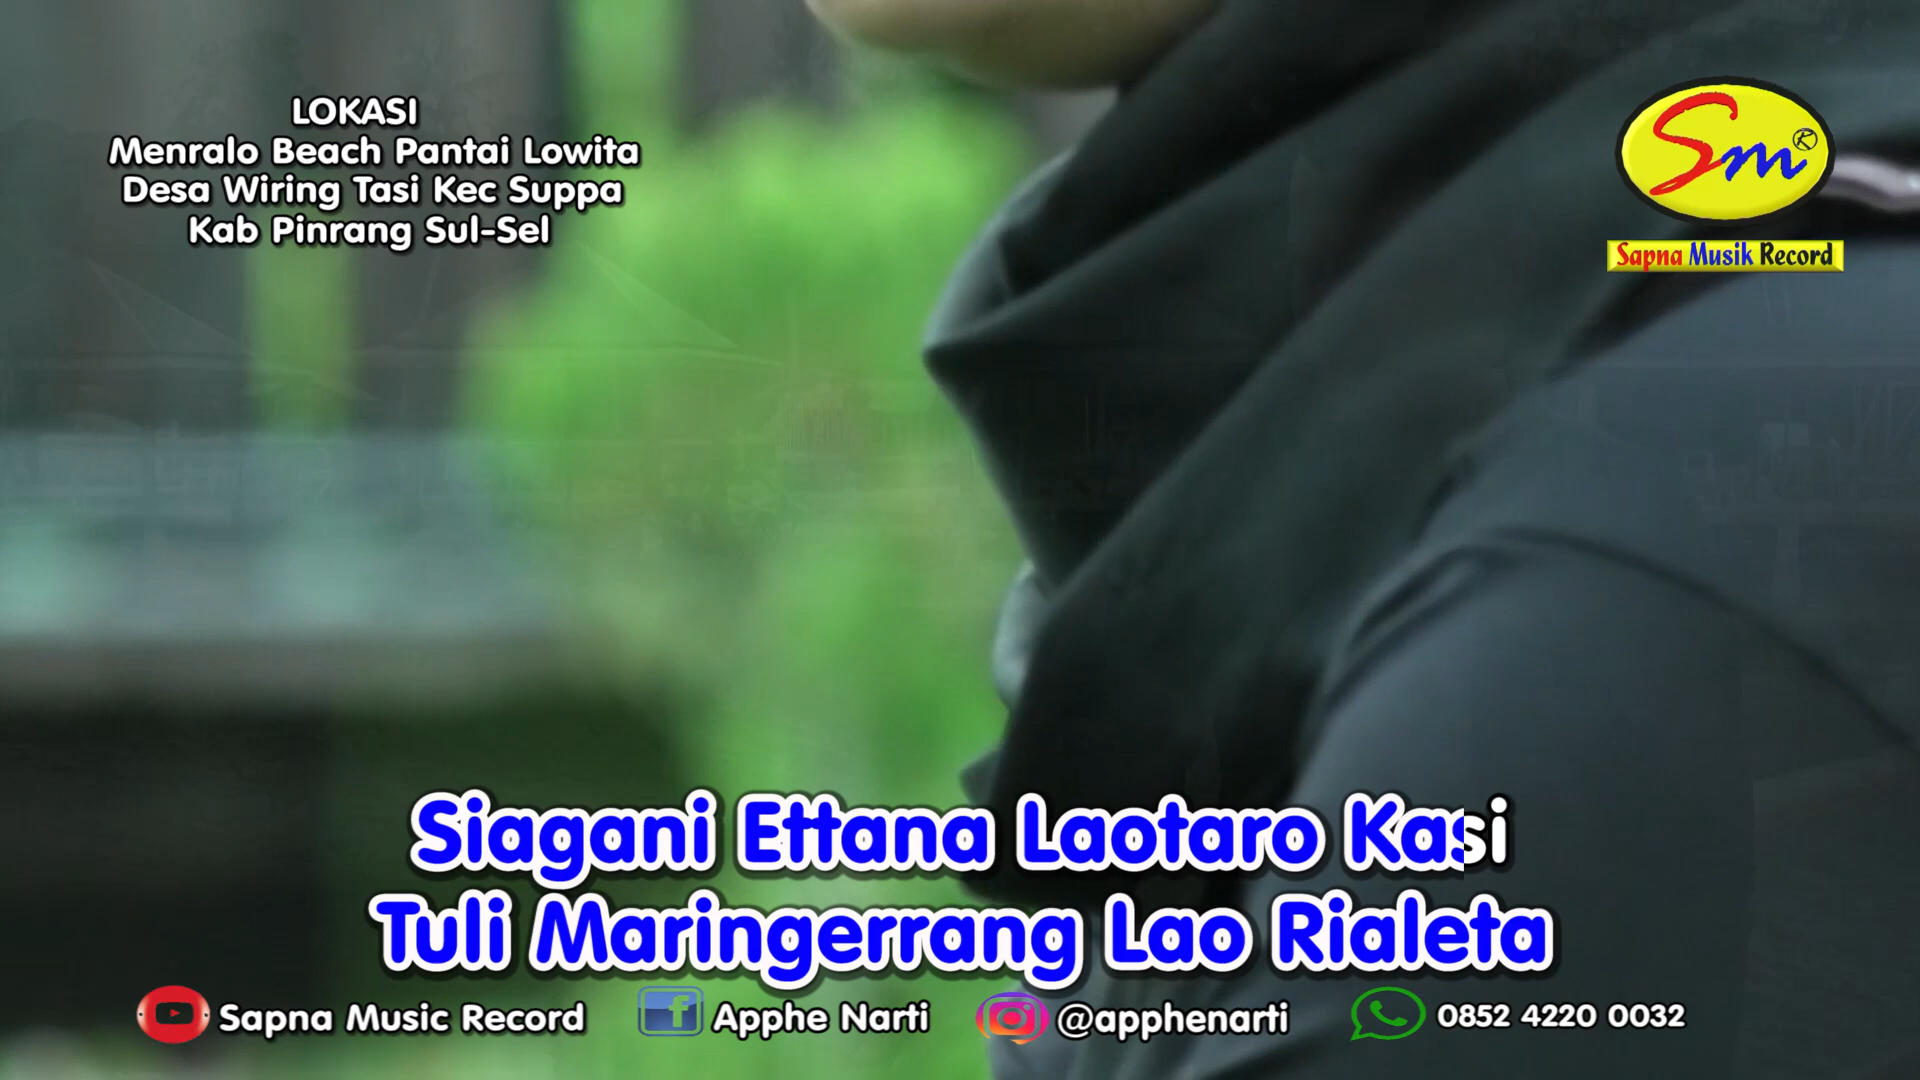 LOKASI
Menralo Beach Pantai Lowita
Desa Wiring Tasi Kec Suppa
Kab Pinrang Sul-Sel
Sm®
Sapna Musik Record
Siagani Ettana Laotaro Kasi
Tuli Maringerrang Lao Rialeta
Sapna Music Record
f
Apphe Narti
@apphenarti
0852 4220 0032